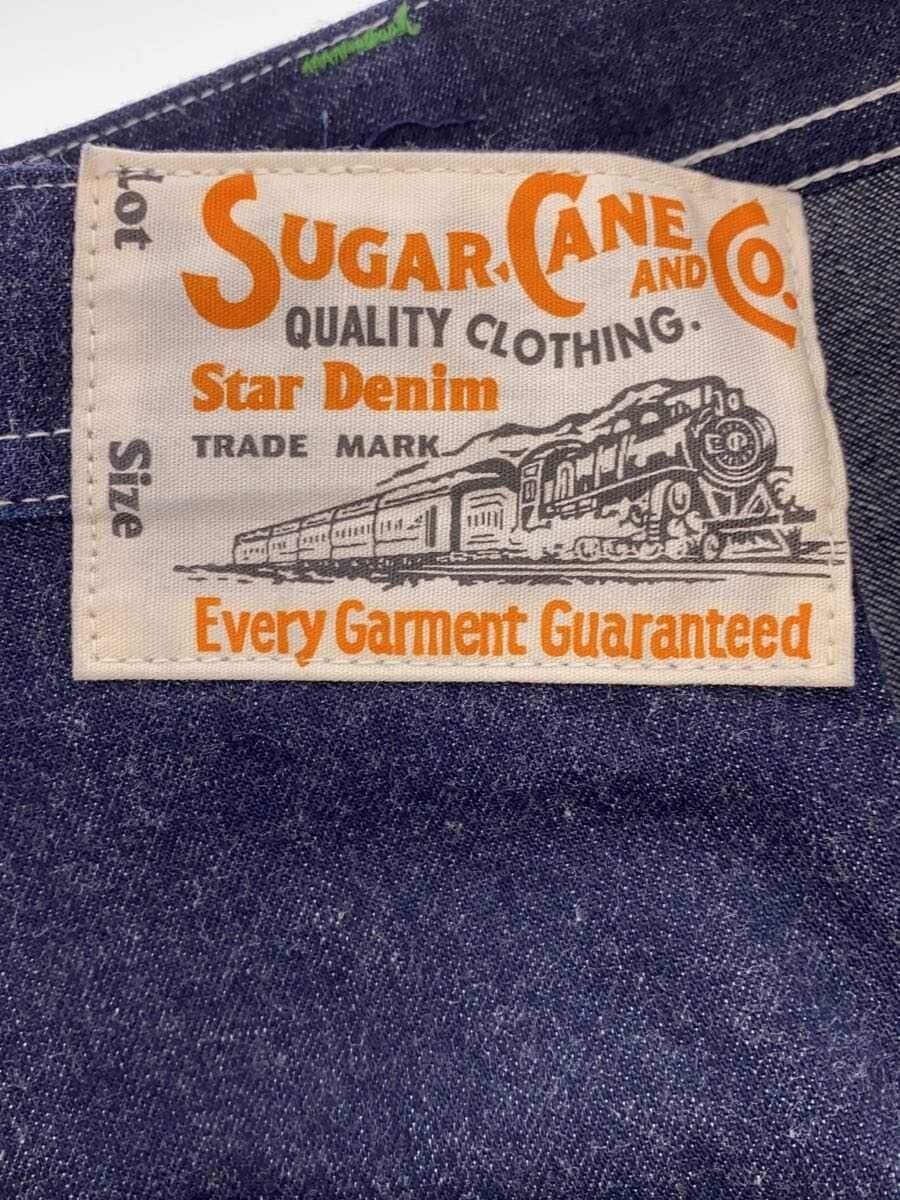 Lot
Size
SUGAR CANE AND CO.
QUALITY CLOTHING.
Star Denim
TRADE MARK
Every Garment Guaranteed